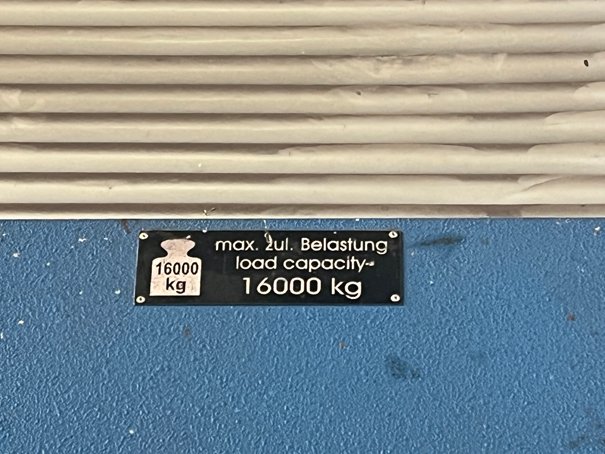 16000
kg
max. zul. Belastung
load capacity
16000 kg